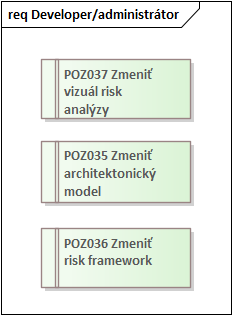 req Developer/administrátor
POZ037 Zmeniť
vizuál risk
analýzy
POZ035 Zmeniť
architektonický
model
POZ036 Zmeniť
risk framework